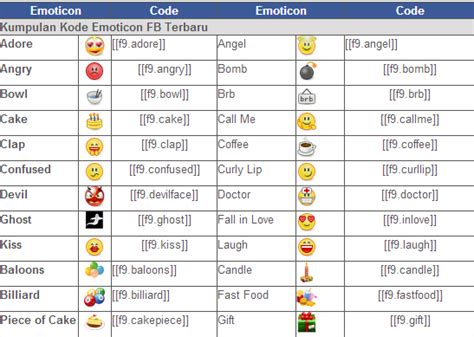 Emoticon Code Emoticon Code
Kumpulan Kode Emoticon FB Terbaru
Adore [[f9.adore]] Angel [[f9.angel]]
Angry [[f9.angry]] Bomb [[f9.bomb]]
Bowl [[f9.bowl]] Brb brb [[f9.brb]]
Cake [[f9.cake]] Call Me [[f9.callme]]
Clap [[f9.clap]] Coffee [[f9.coffee]]
Confused [[f9.confused]] Curly Lip [[f9.curllip]]
Devil [[f9.devilface]] Doctor [[f9.doctor]]
Ghost [[f9.ghost]] Fall in Love [[f9.inlove]]
Kiss [[f9.kiss]] Laugh [[f9.laugh]]
Baloons [[f9.baloons]] Candle [[f9.candle]]
Billiard [[f9.billiard]] Fast Food [[f9.fastfood]]
Piece of Cake [[f9.cakepiece]] Gift [[f9.gift]]